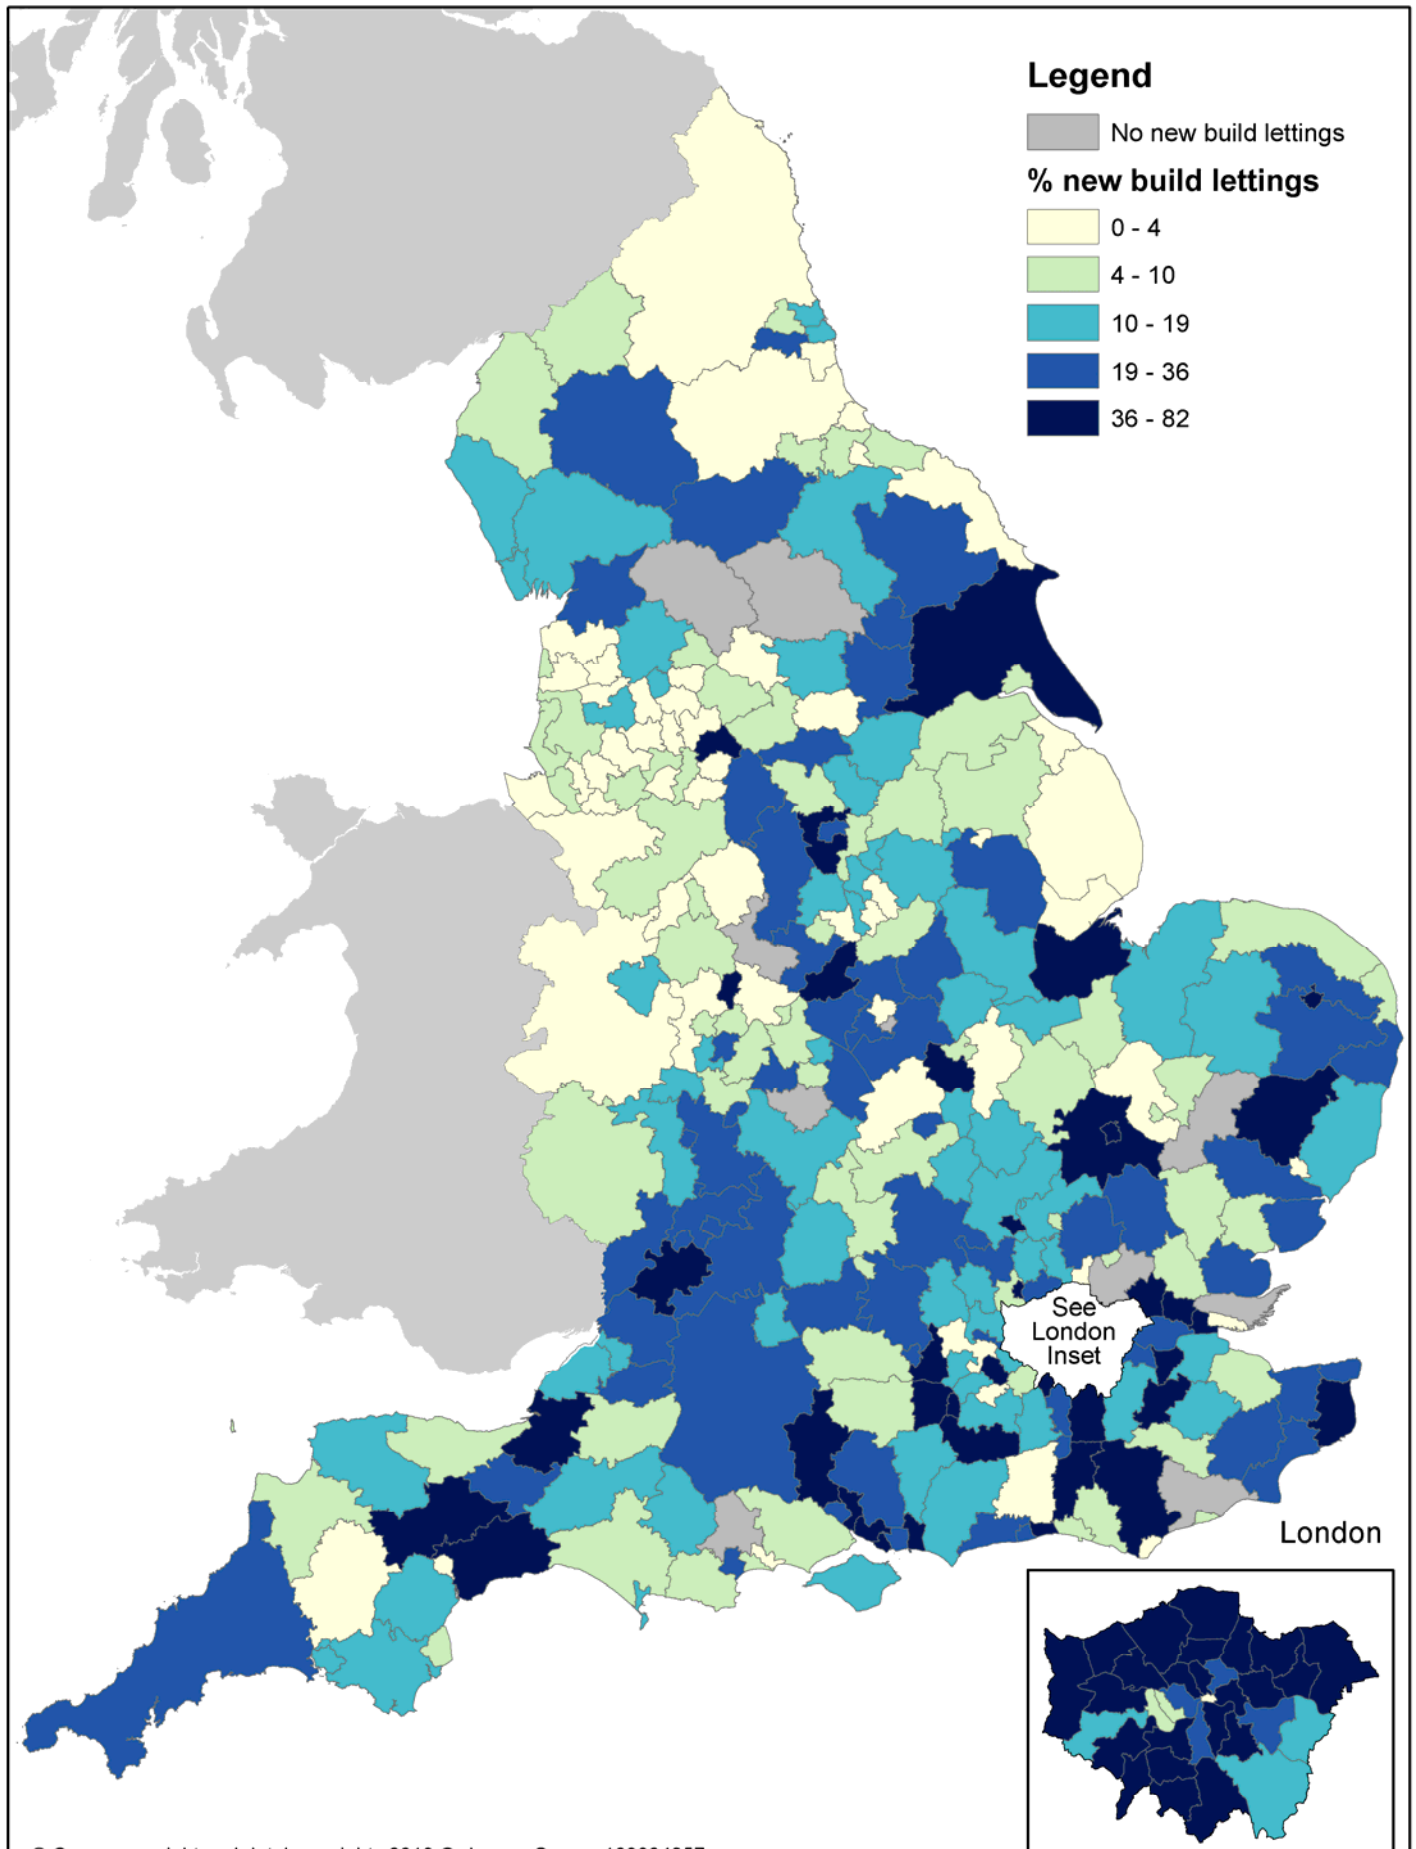 Legend
No new build lettings
% new build lettings
0 - 4
4 - 10
10 - 19
19 - 36
36 - 82
See
London
Inset
London